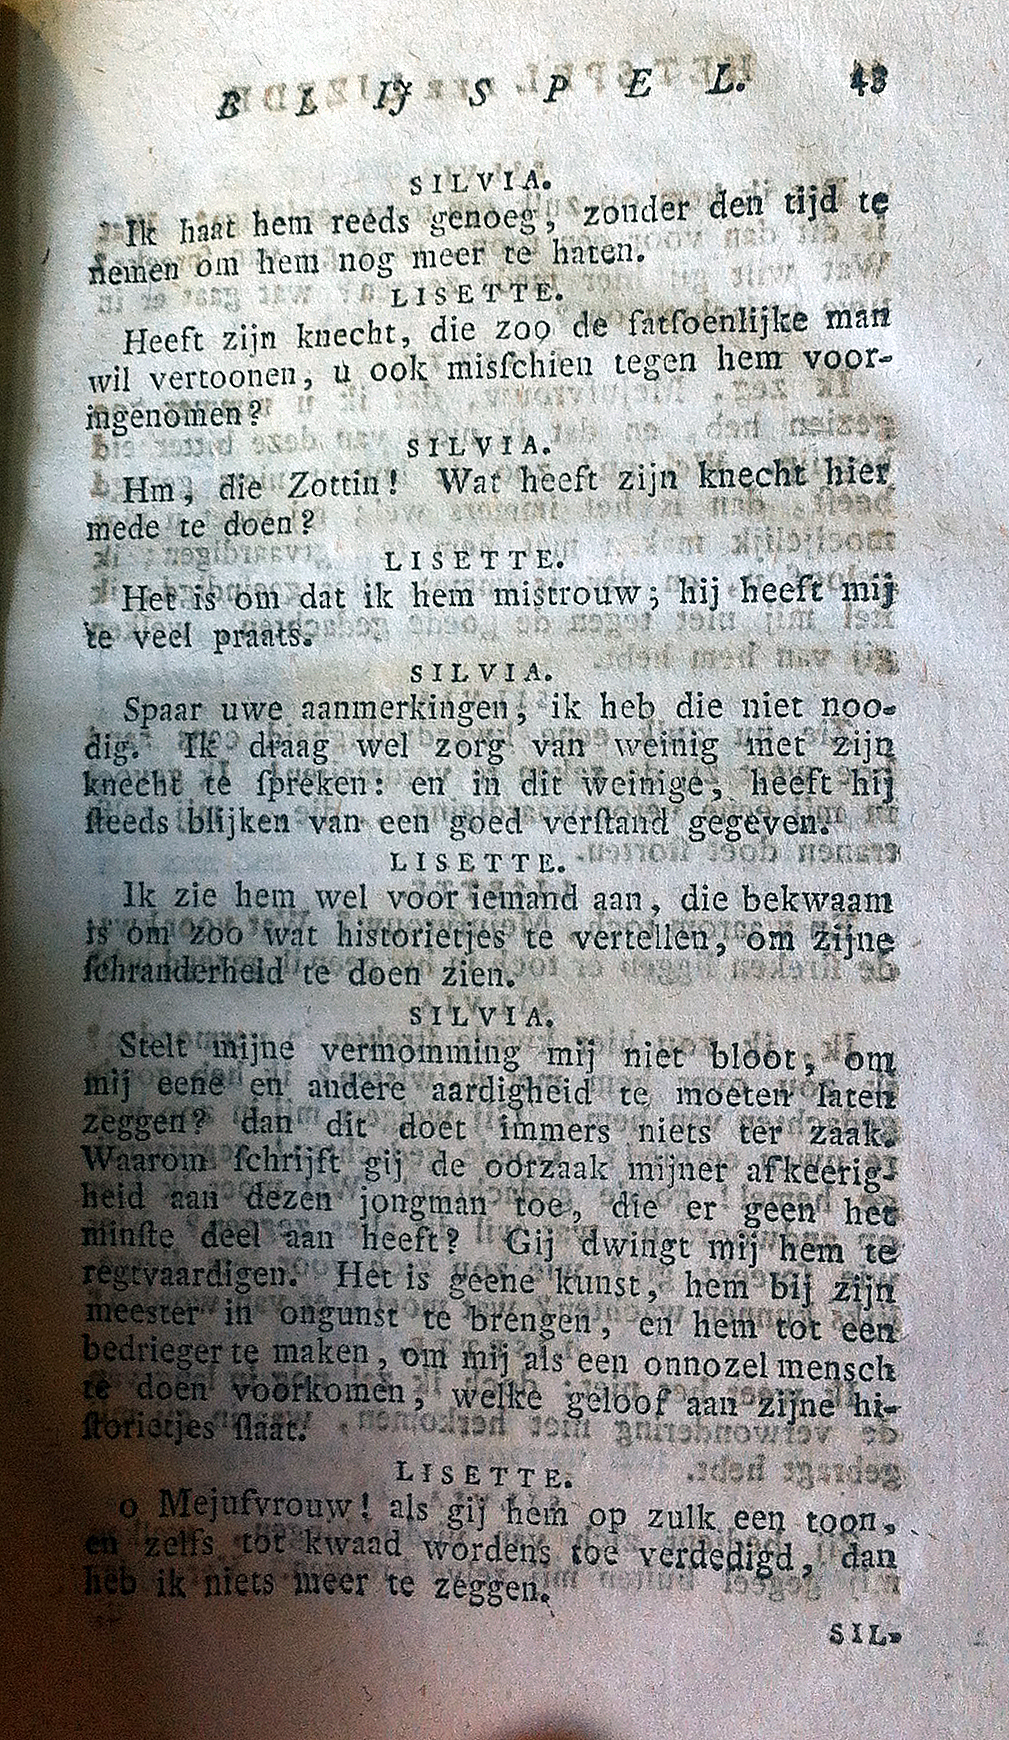 B L IJ S P E L. 43
SILVIA.
Ik haat hem reeds genoeg, zonder den tijd te
nemen om hem nog meer te haten.
LISETTE.
Heeft zijn knecht, die zoo de fatſoenlijke man
wil vertoonen, u ook misſchien tegen hem voor-
ingenomen?
SILVIA.
Hm, die Zottin! Wat heeft zijn knecht hier
mede te doen?
LISETTE.
Het is om dat ik hem mistrouw; hij heeft mij
te veel praats.
SILVIA.
Spaar uwe aanmerkingen, ik heb die niet noo-
dig. Ik draag wel zorg van weinig met zijn
knecht te ſpreken: en in dit weinige, heeft hij
ſteeds blijken van een goed verſtand gegeven.
LISETTE.
Ik zie hem wel voor iemand aan, die bekwaam
is om zoo wat historietjes te vertellen, om zijne
ſchranderheid te doen zien.
SILVIA.
Stelt mijne vermomming mij niet bloot, om
mij eene en andere aardigheid te moeten laten
zeggen? dan dit doet immers niets ter zaak.
Waarom ſchrijft gij de oorzaak mijner afkeerig-
heid aan dezen jongman toe, die er geen het
minſte deel aan heeft? Gij dwingt mij hem te
regtvaardigen. Het is geene kunst, hem bij zijn
meester in ongunst te brengen, en hem tot een
bedrieger te maken, om mij als een onnozel mensch
te doen voorkomen, welke geloof aan zijne hi-
ſtorietjes ſlaat.
LISETTE.
o Mejufvrouw! als gij hem op zulk een toon,
en zelfs tot kwaad wordens toe verdedigd, dan
heb ik niets meer te zeggen.
SIL-